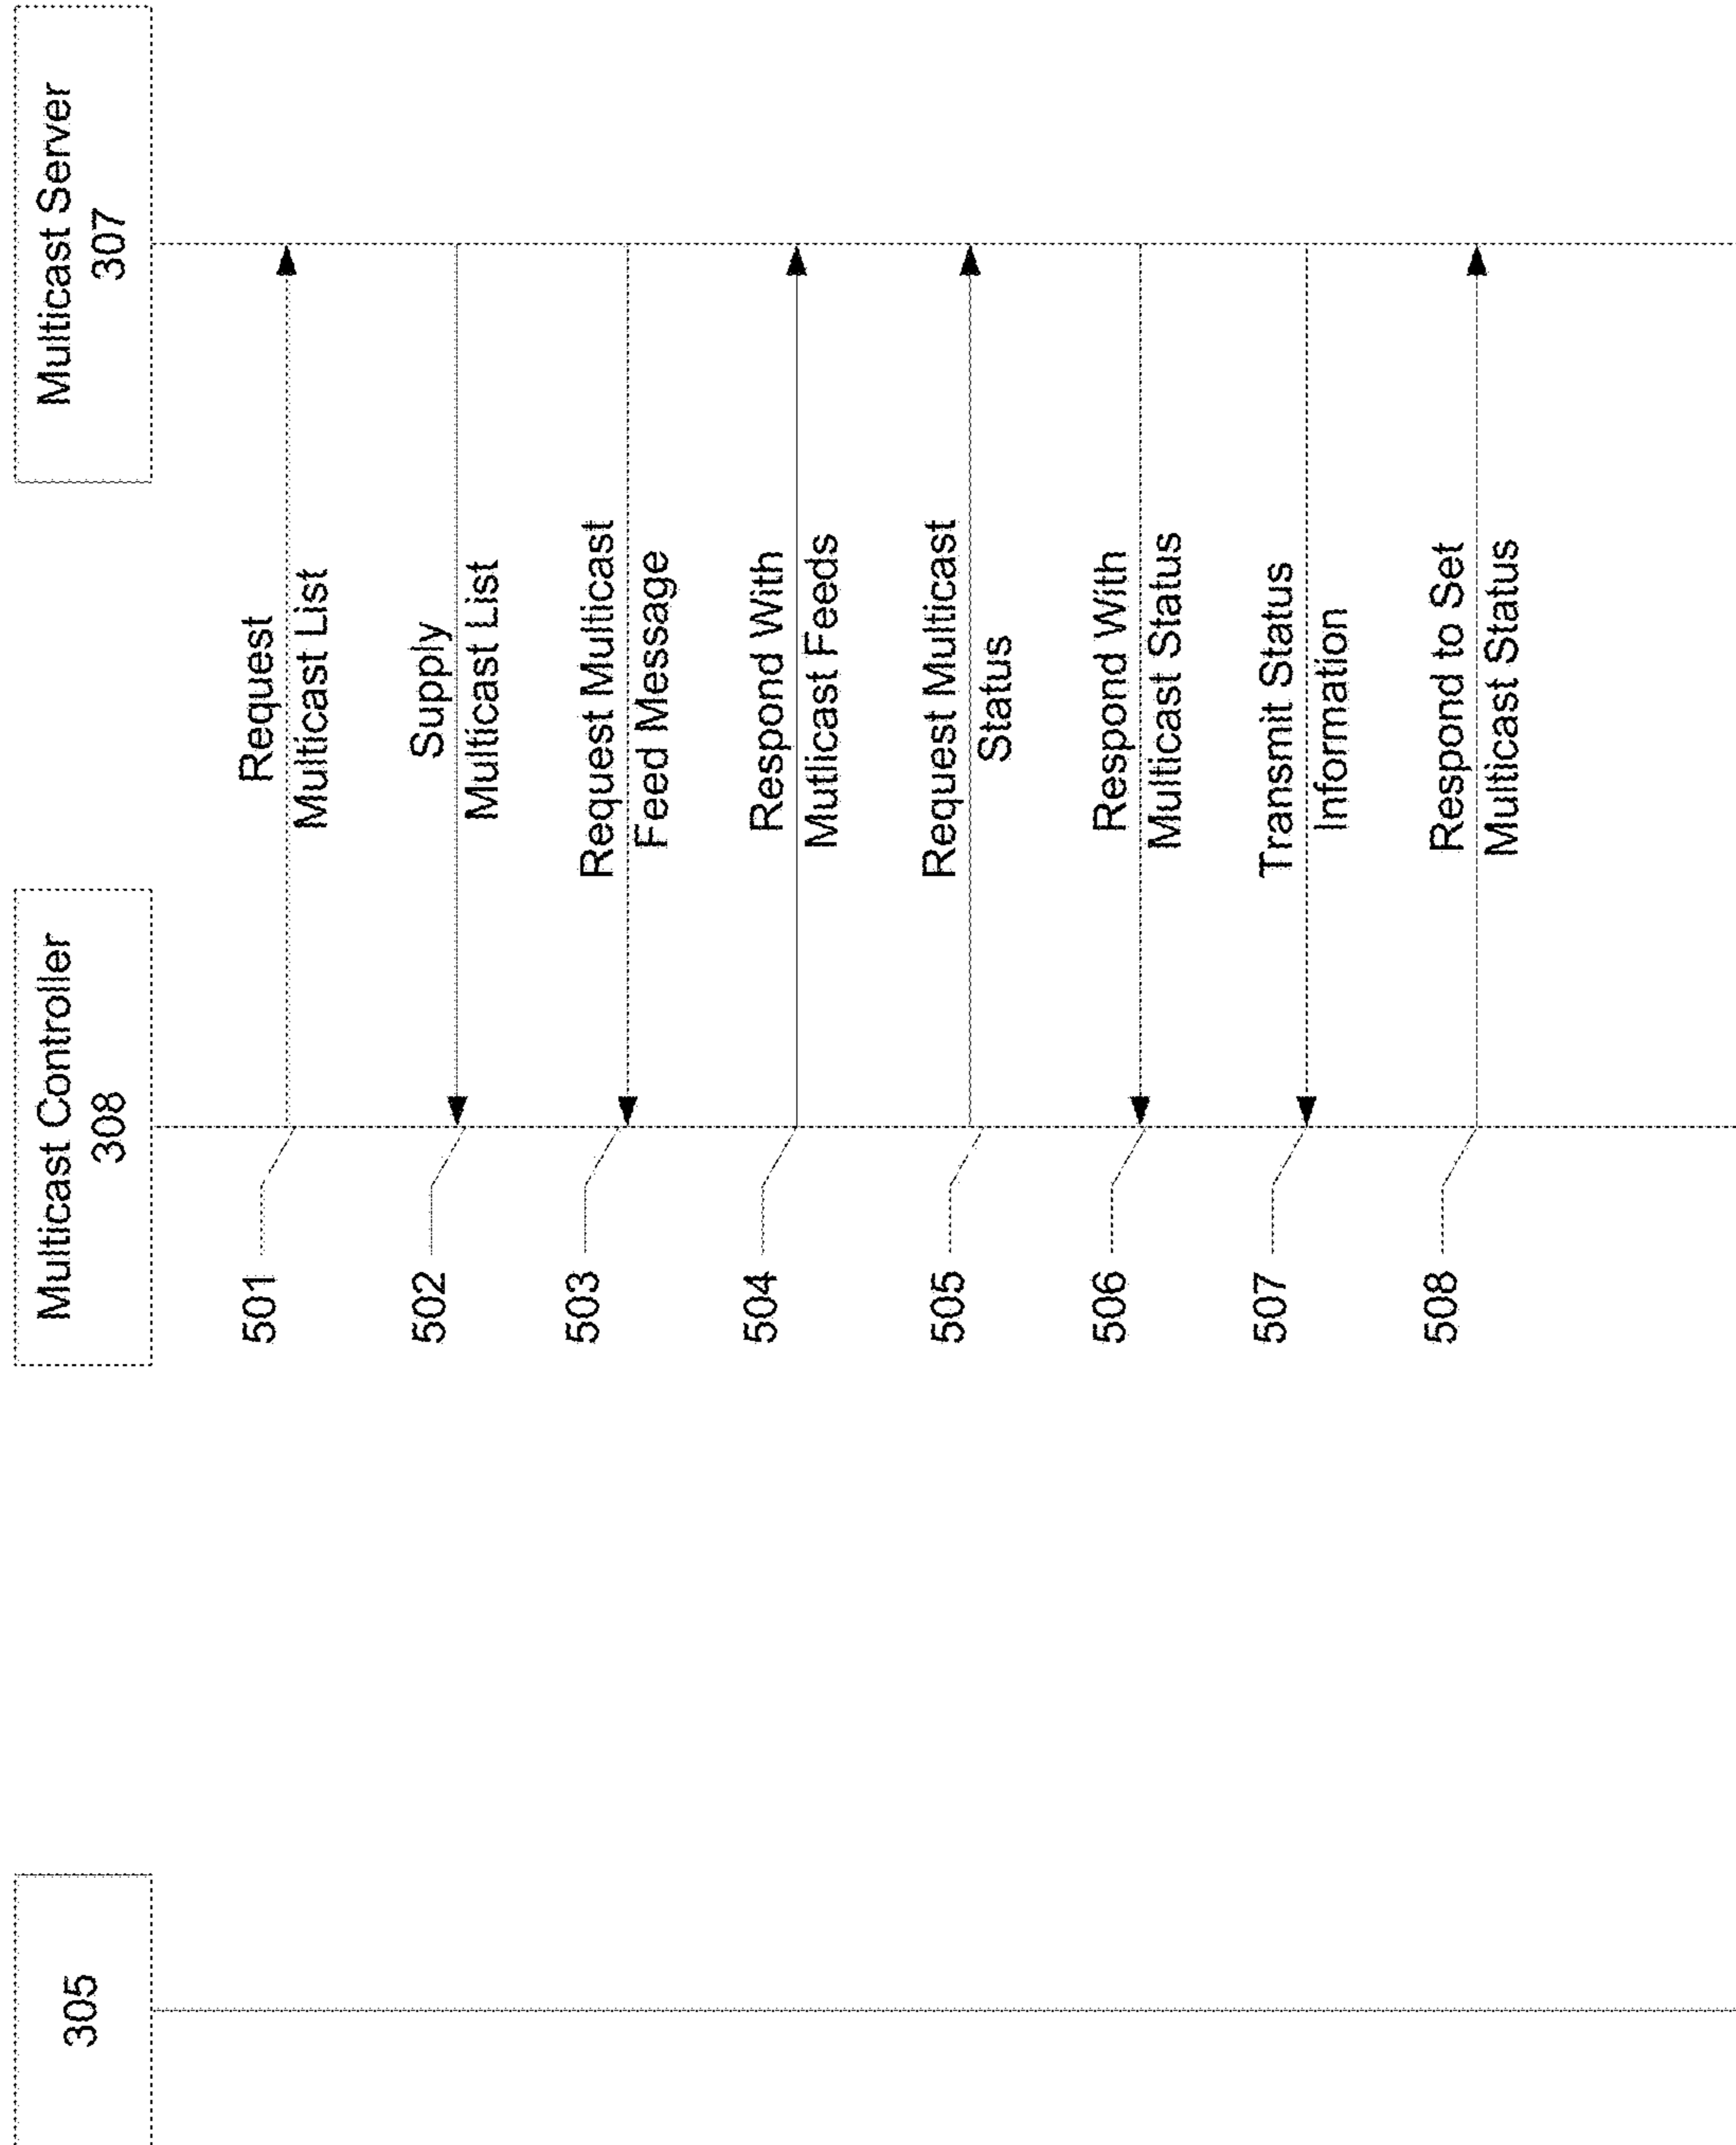 305
Multicast Controller
308
Multicast Server
307
501
Request
Multicast List
502
Supply
Multicast List
503
Request Multicast
Feed Message
504
Respond With
Mutlicast Feeds
505
Request Multicast
Status
506
Respond With
Multicast Status
507
Transmit Status
Information
508
Respond to Set
Multicast Status